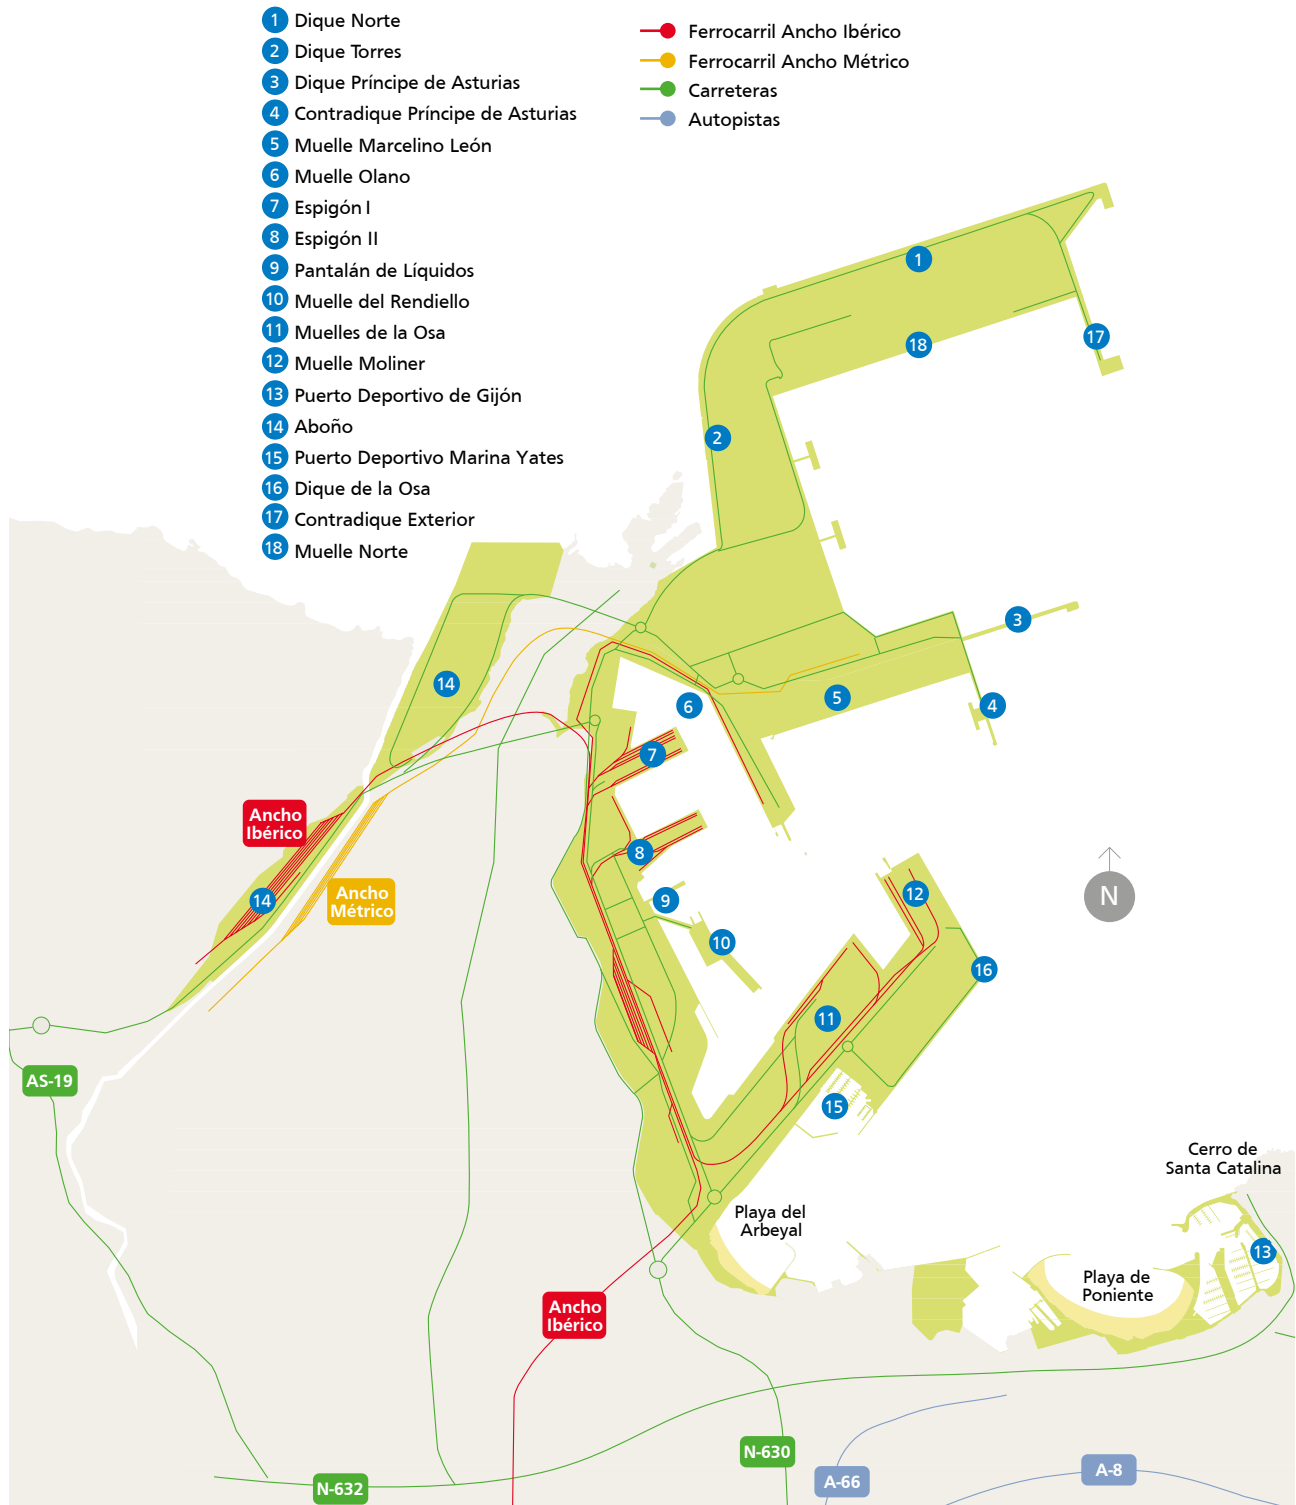 1 Dique Norte
2 Dique Torres
3 Dique Príncipe de Asturias
4 Contradique Príncipe de Asturias
5 Muelle Marcelino León
6 Muelle Olano
7 Espigón I
8 Espigón II
9 Pantalán de Líquidos
10 Muelle del Rendiello
11 Muelles de la Osa
12 Muelle Moliner
13 Puerto Deportivo de Gijón
14 Aboño
15 Puerto Deportivo Marina Yates
16 Dique de la Osa
17 Contradique Exterior
18 Muelle Norte
Ferrocarril Ancho Ibérico
Ferrocarril Ancho Métrico
Carreteras
Autopistas
1
18
17
2
3
14
5
4
6
7
Ancho
Ibérico
8
14
Ancho
Métrico
9
12
N
10
16
11
AS-19
15
Cerro de
Santa Catalina
Playa del
Arbeyal
13
Playa de
Poniente
Ancho
Ibérico
N-630
A-66
A-8
N-632